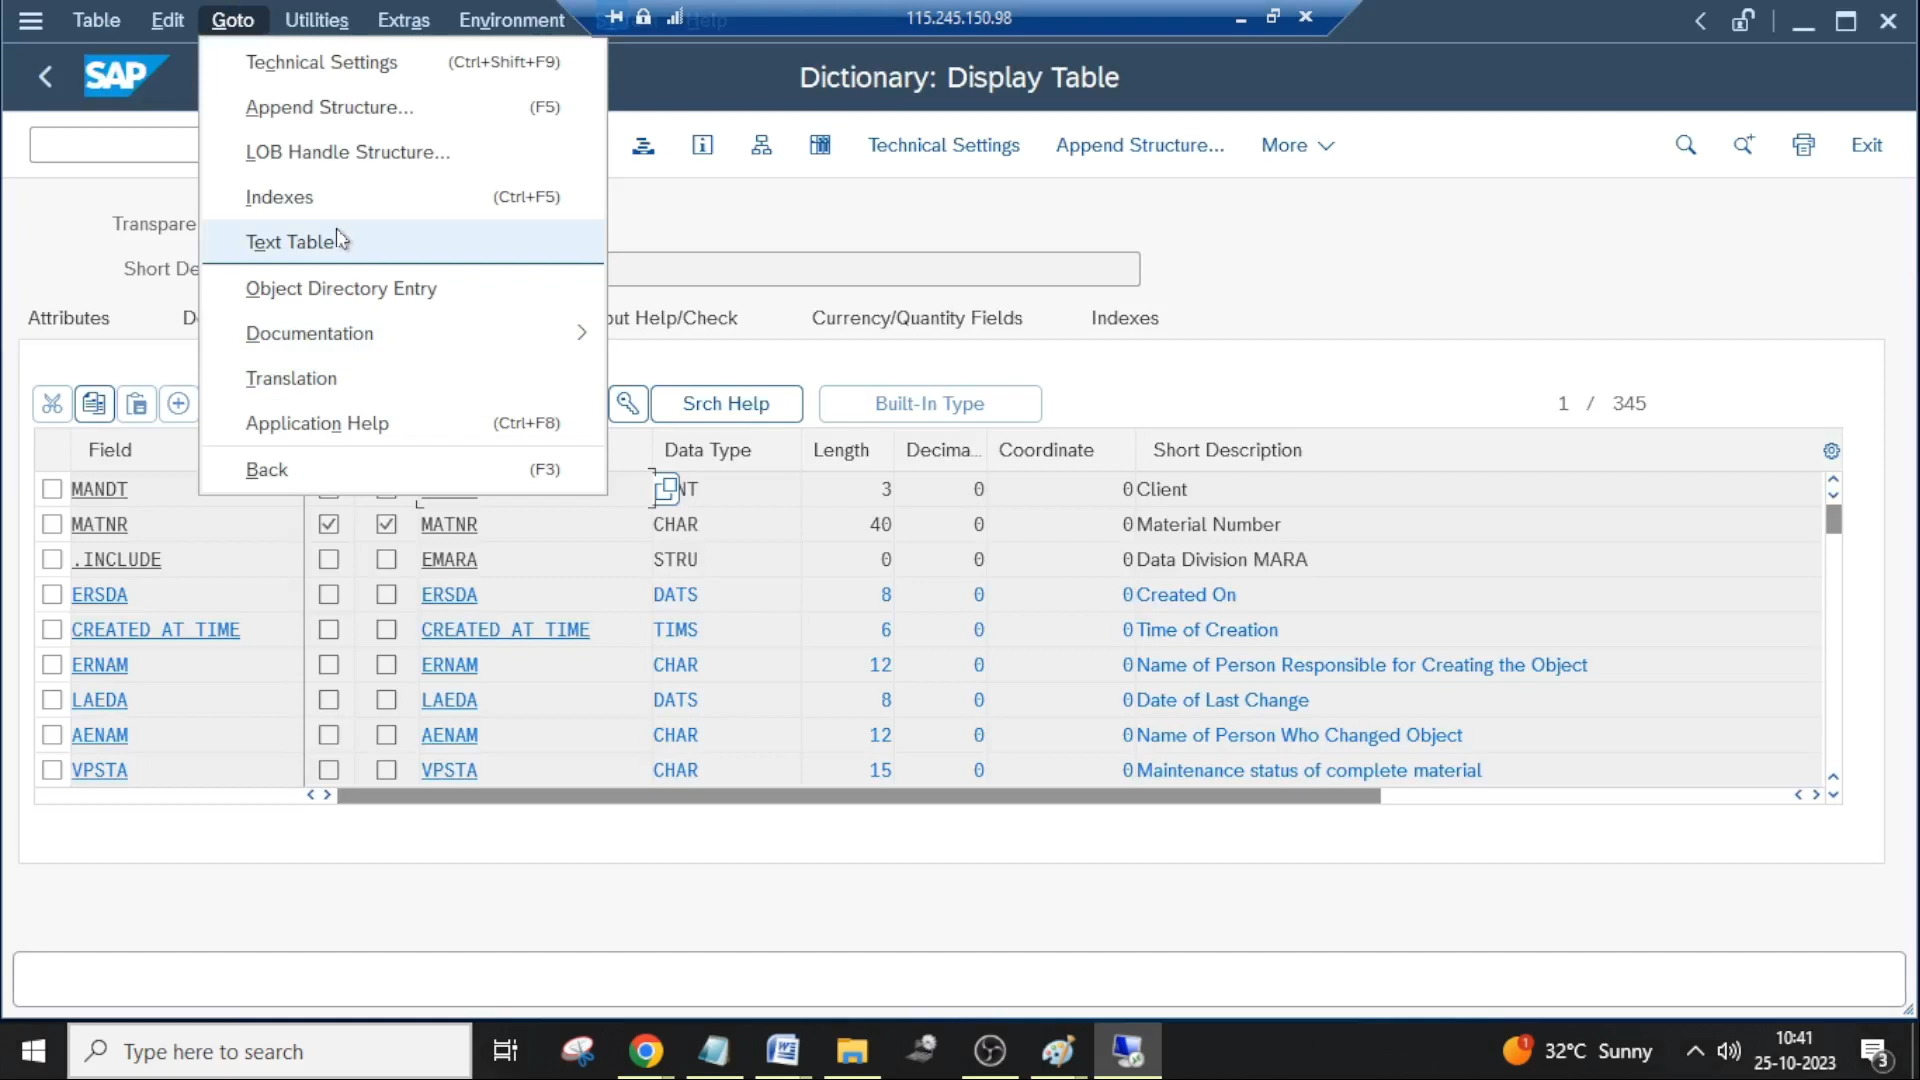 Table Edit Goto Utilities Extras Environment 115.245.150.98
SAP Dictionary: Display Table
Technical Settings (Ctrl+Shift+F9)
Append Structure... (F5)
LOB Handle Structure...
Indexes (Ctrl+F5)
Text Table
Object Directory Entry
Documentation
Translation
Application Help (Ctrl+F8)
Back (F3)
Technical Settings Append Structure... More Exit
Transpare
Short De
Attributes D out Help/Check Currency/Quantity Fields Indexes
Srch Help Built-In Type 1 / 345
Field Data Type Length Decima... Coordinate Short Description
MANDT NT 3 0 0 Client
MATNR MATNR CHAR 40 0 0 Material Number
.INCLUDE EMARA STRU 0 0 0 Data Division MARA
ERSDA ERSDA DATS 8 0 0 Created On
CREATED_AT_TIME CREATED_AT_TIME TIMS 6 0 0 Time of Creation
ERNAM ERNAM CHAR 12 0 0 Name of Person Responsible for Creating the Object
LAEDA LAEDA DATS 8 0 0 Date of Last Change
AENAM AENAM CHAR 12 0 0 Name of Person Who Changed Object
VPSTA VPSTA CHAR 15 0 0 Maintenance status of complete material
Type here to search 1 32°C Sunny 10:41
25-10-2023 3